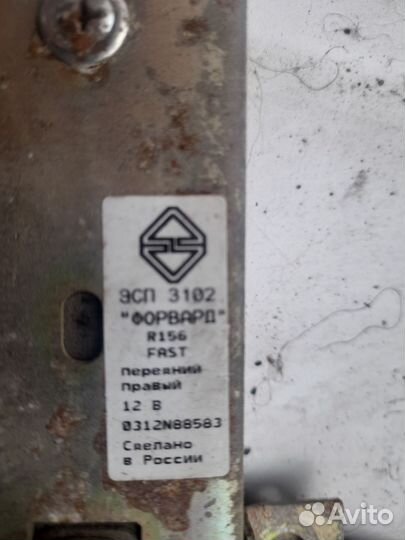 ЭСП 3102
"ФОРВАРД"
R156
FAST
передний
правый
12 В
0312N88583
Сделано
в России
Avito